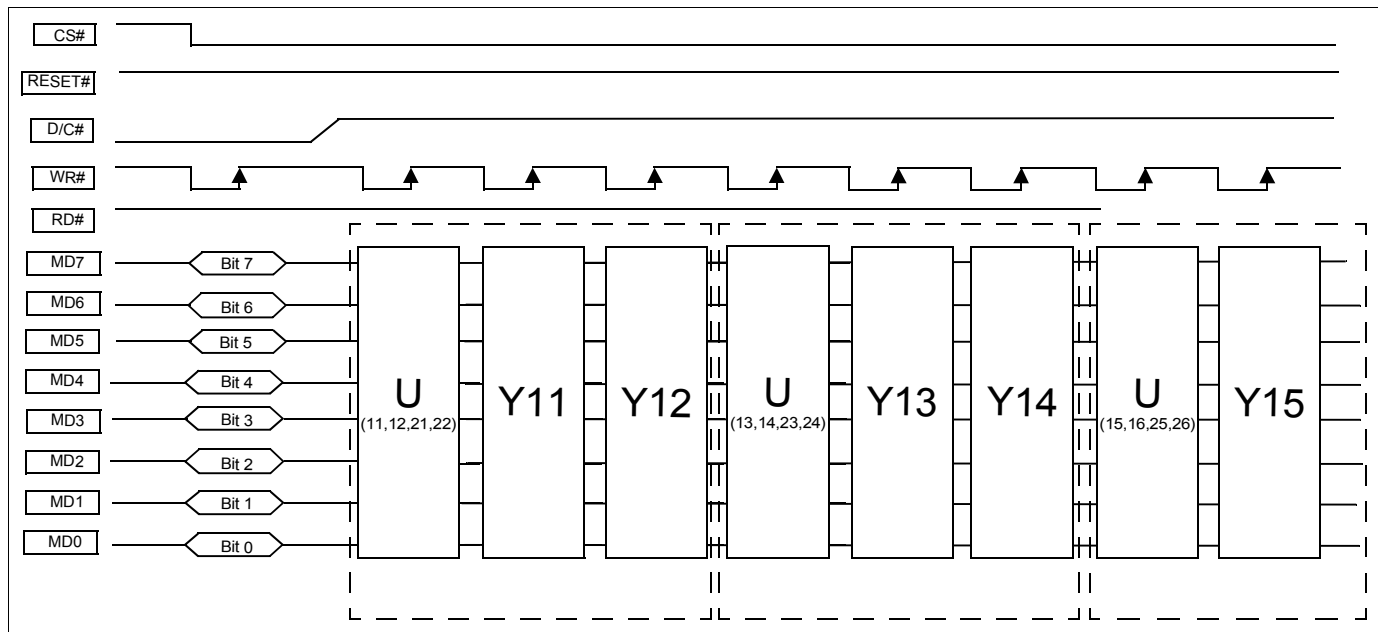 CS#
RESET#
D/C#
WR#
RD#
MD7 Bit 7
MD6 Bit 6
MD5 Bit 5
MD4 Bit 4
MD3 Bit 3
MD2 Bit 2
MD1 Bit 1
MD0 Bit 0
U
(11,12,21,22)
Y11
Y12
U
(13,14,23,24)
Y13
Y14
U
(15,16,25,26)
Y15